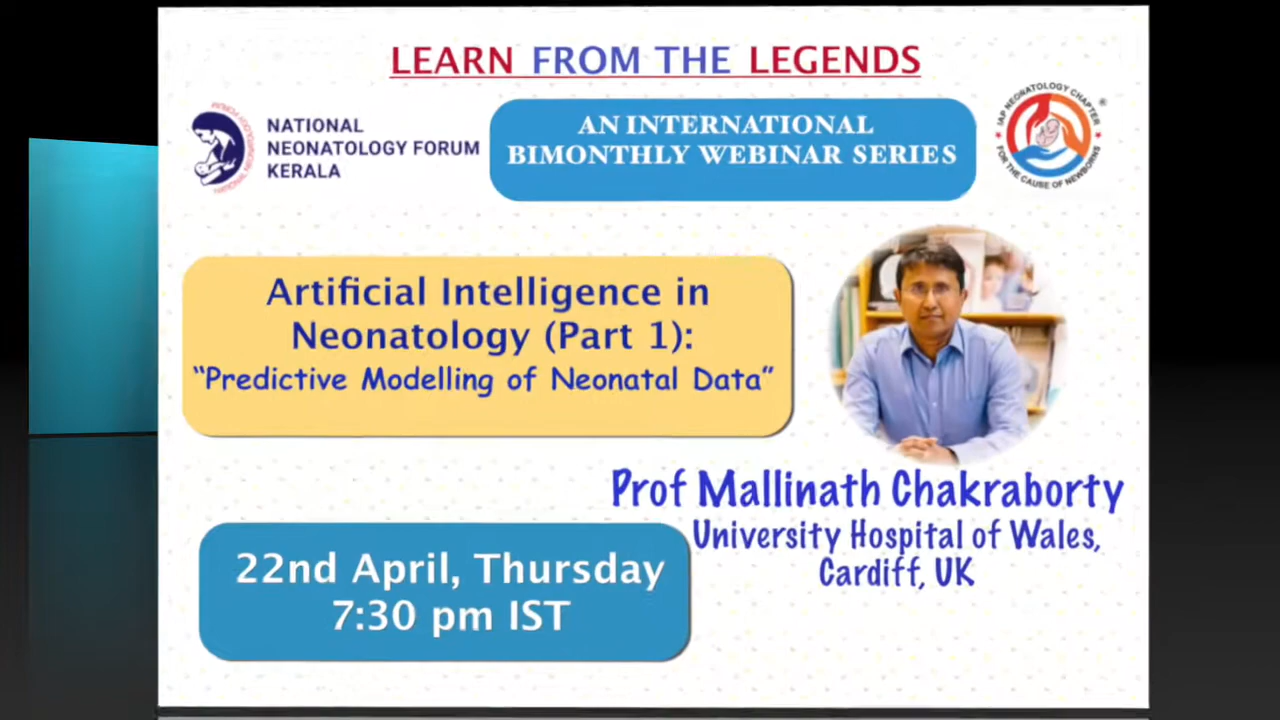 LEARN FROM THE LEGENDS
NATIONAL
NEONATOLOGY FORUM
KERALA
AN INTERNATIONAL
BIMONTHLY WEBINAR SERIES
IAP NEONATOLOGY CHAPTER
FOR THE CAUSE OF NEWBORNS
Artificial Intelligence in
Neonatology (Part 1):
“Predictive Modelling of Neonatal Data”
Prof Mallinath Chakraborty
University Hospital of Wales,
Cardiff, UK
22nd April, Thursday
7:30 pm IST